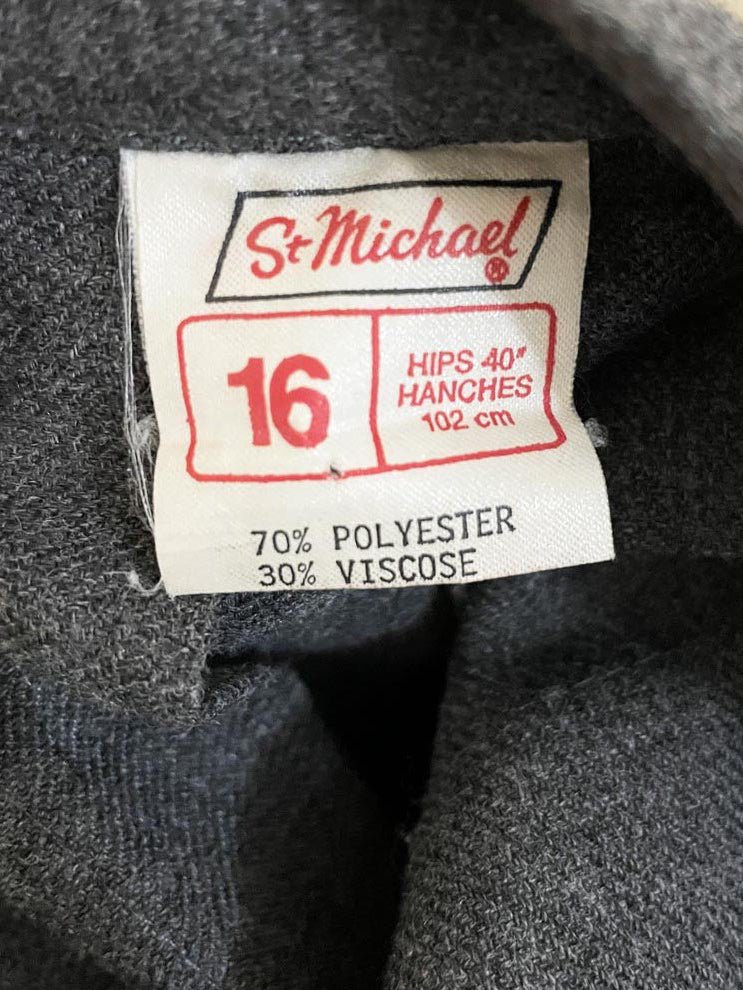 St Michael®
16
HIPS 40"
HANCHES
102 cm
70% POLYESTER
30% VISCOSE